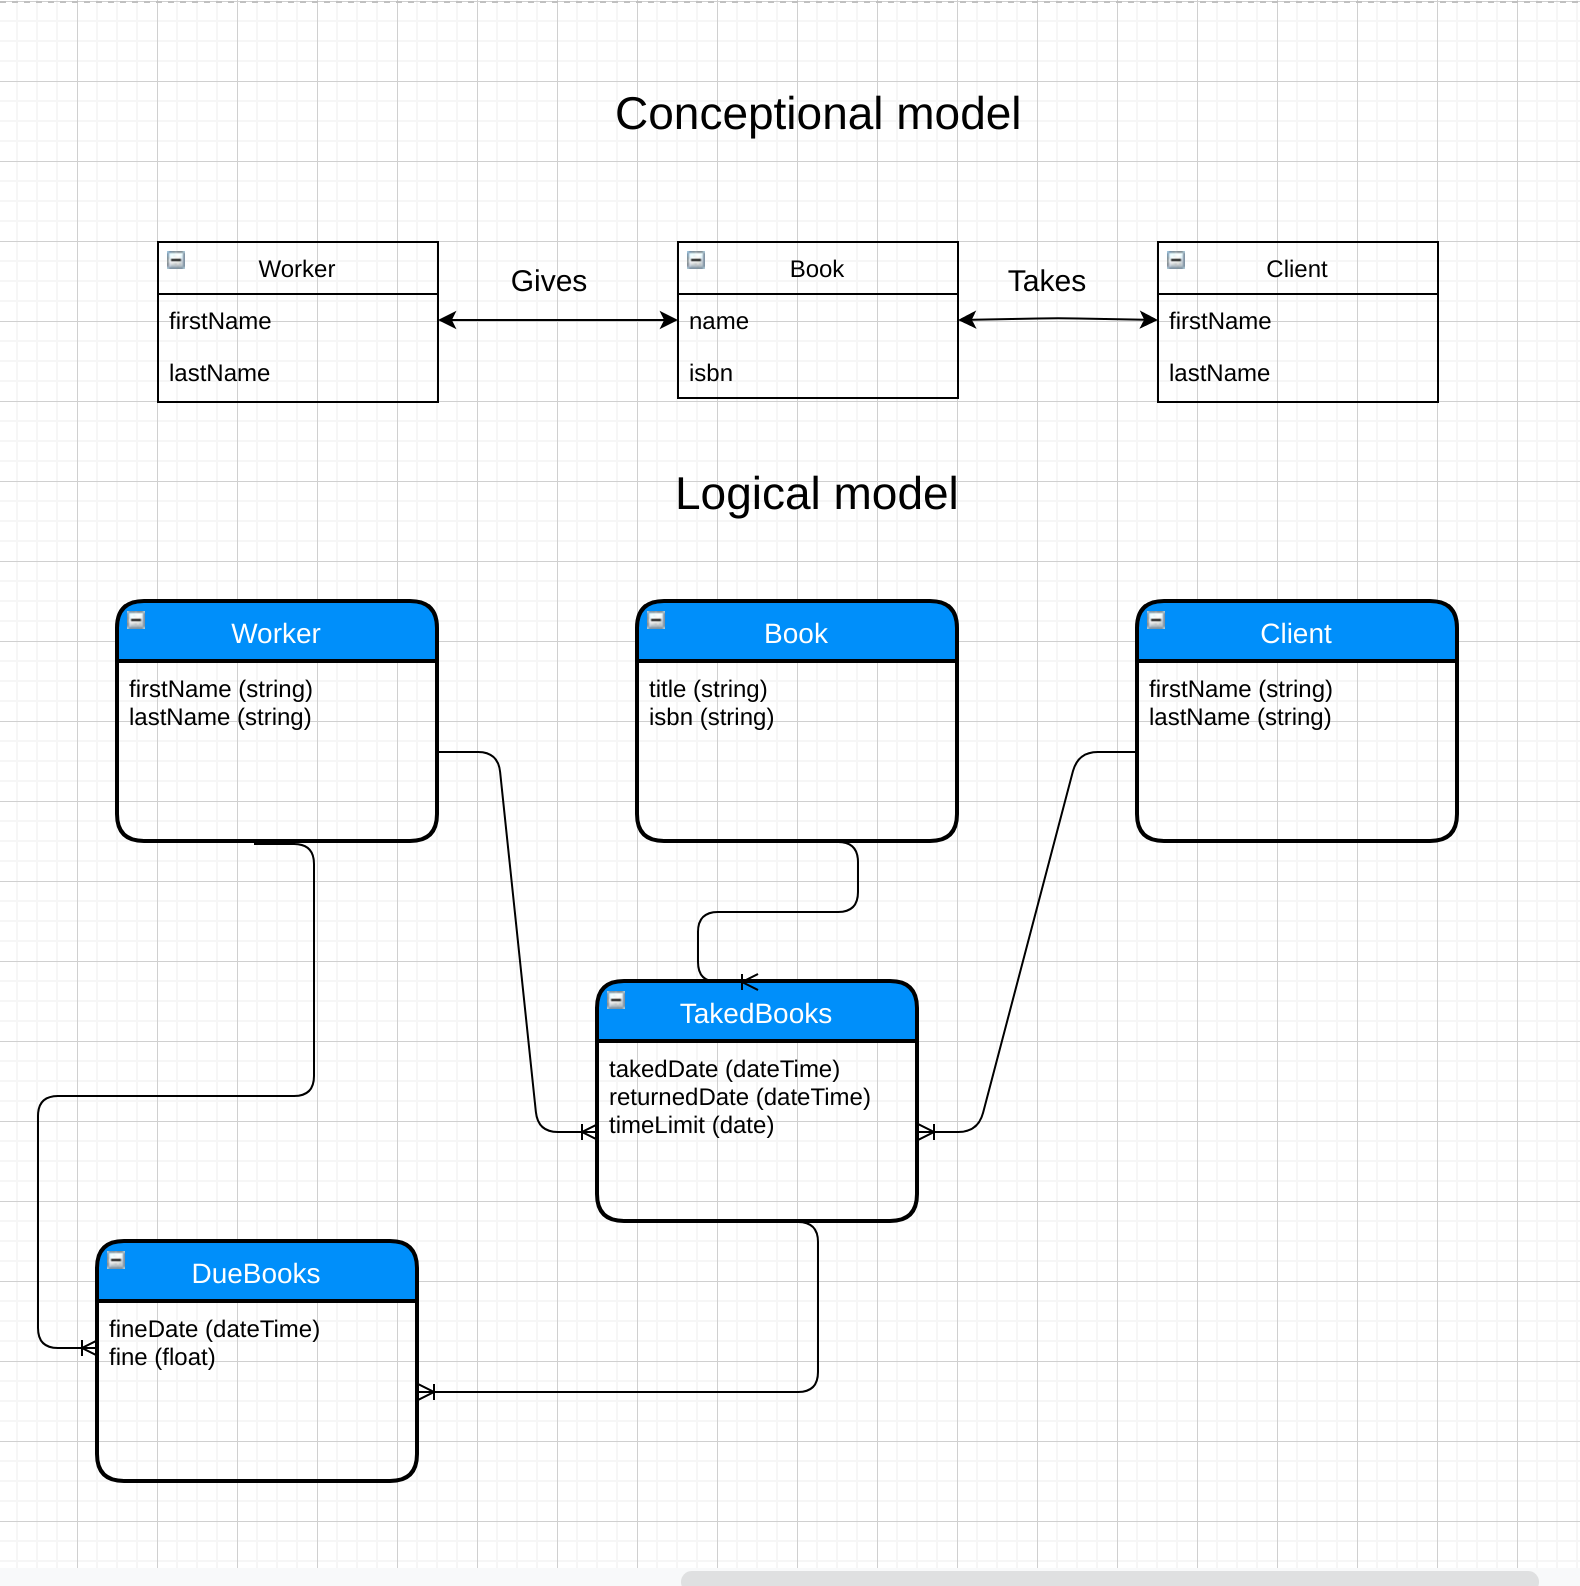 Conceptional model
Worker
firstName
lastName
Gives
Book
name
isbn
Takes
Client
firstName
lastName
Logical model
Worker
firstName (string)
lastName (string)
Book
title (string)
isbn (string)
Client
firstName (string)
lastName (string)
TakedBooks
takedDate (dateTime)
returnedDate (dateTime)
timeLimit (date)
DueBooks
fineDate (dateTime)
fine (float)